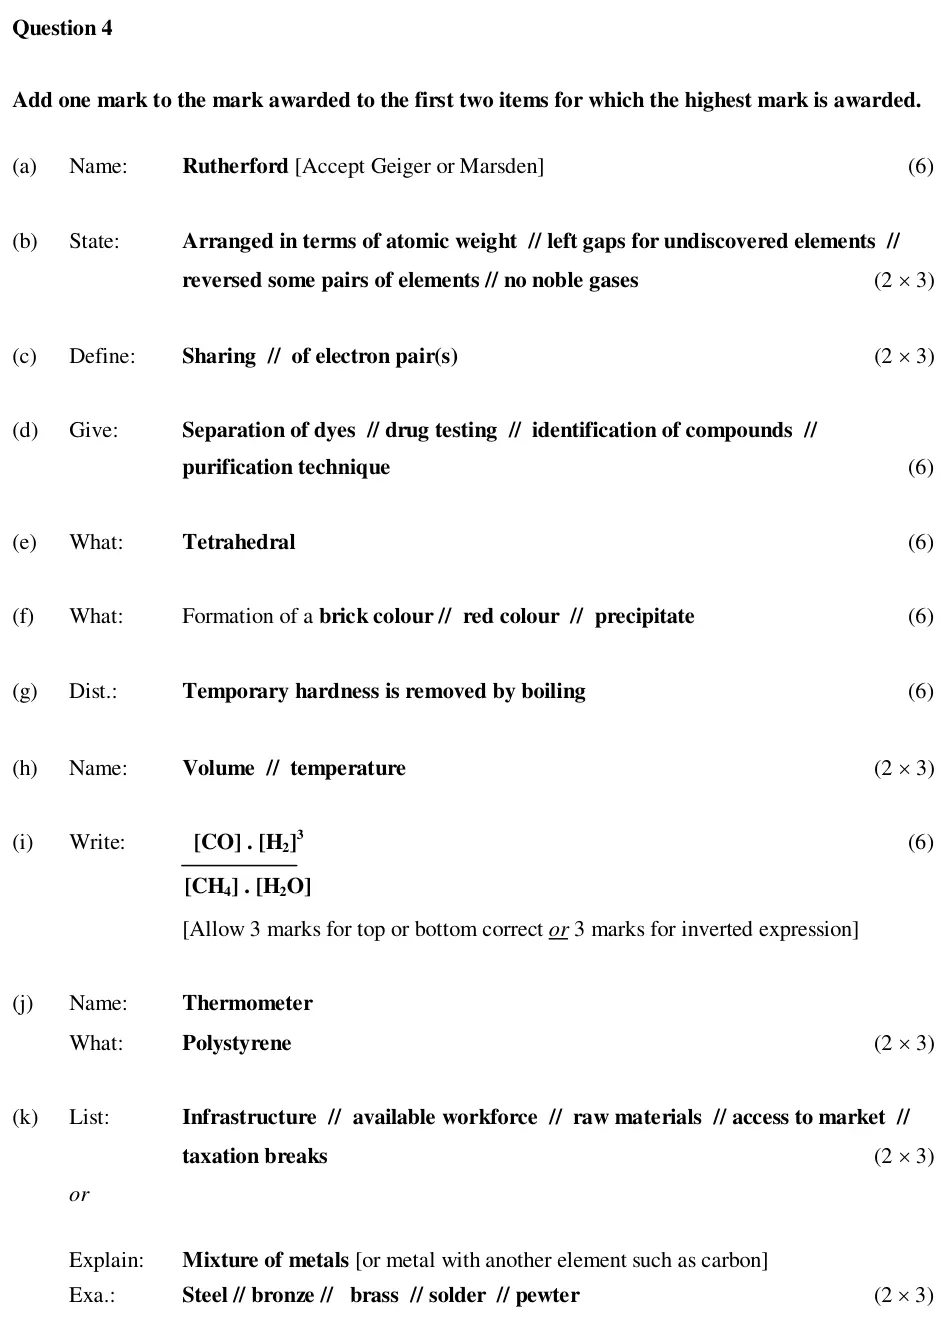 Question 4
Add one mark to the mark awarded to the first two items for which the highest mark is awarded.
(a) Name: Rutherford [Accept Geiger or Marsden] (6)
(b) State: Arranged in terms of atomic weight // left gaps for undiscovered elements //
reversed some pairs of elements // no noble gases (2 × 3)
(c) Define: Sharing // of electron pair(s) (2 × 3)
(d) Give: Separation of dyes // drug testing // identification of compounds //
purification technique (6)
(e) What: Tetrahedral (6)
(f) What: Formation of a brick colour // red colour // precipitate (6)
(g) Dist.: Temporary hardness is removed by boiling (6)
(h) Name: Volume // temperature (2 × 3)
(i) Write: [CO] . [H₂]³ (6)
[CH₄] . [H₂O]
[Allow 3 marks for top or bottom correct or 3 marks for inverted expression]
(j) Name: Thermometer
What: Polystyrene (2 × 3)
(k) List: Infrastructure // available workforce // raw materials // access to market //
taxation breaks (2 × 3)
or
Explain: Mixture of metals [or metal with another element such as carbon]
Exa.: Steel // bronze // brass // solder // pewter (2 × 3)